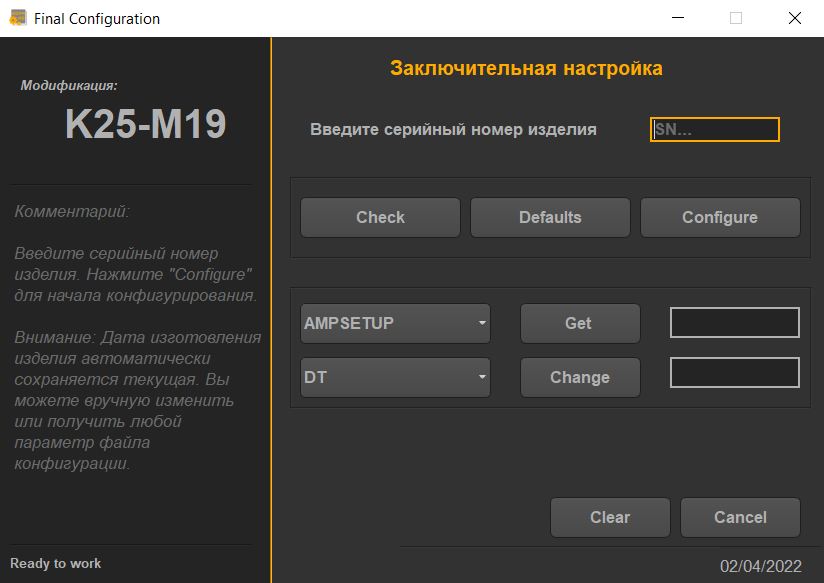 Final Configuration
Модификация:
K25-M19
Комментарий:
Введите серийный номер
изделия. Нажмите "Configure"
для начала конфигурирования.
Внимание: Дата изготовления
изделия автоматически
сохраняется текущая. Вы
можете вручную изменить
или получить любой
параметр файла
конфигурации.
Ready to work
Заключительная настройка
Введите серийный номер изделия
SN...
Check
Defaults
Configure
AMPSETUP
Get
DT
Change
Clear
Cancel
02/04/2022